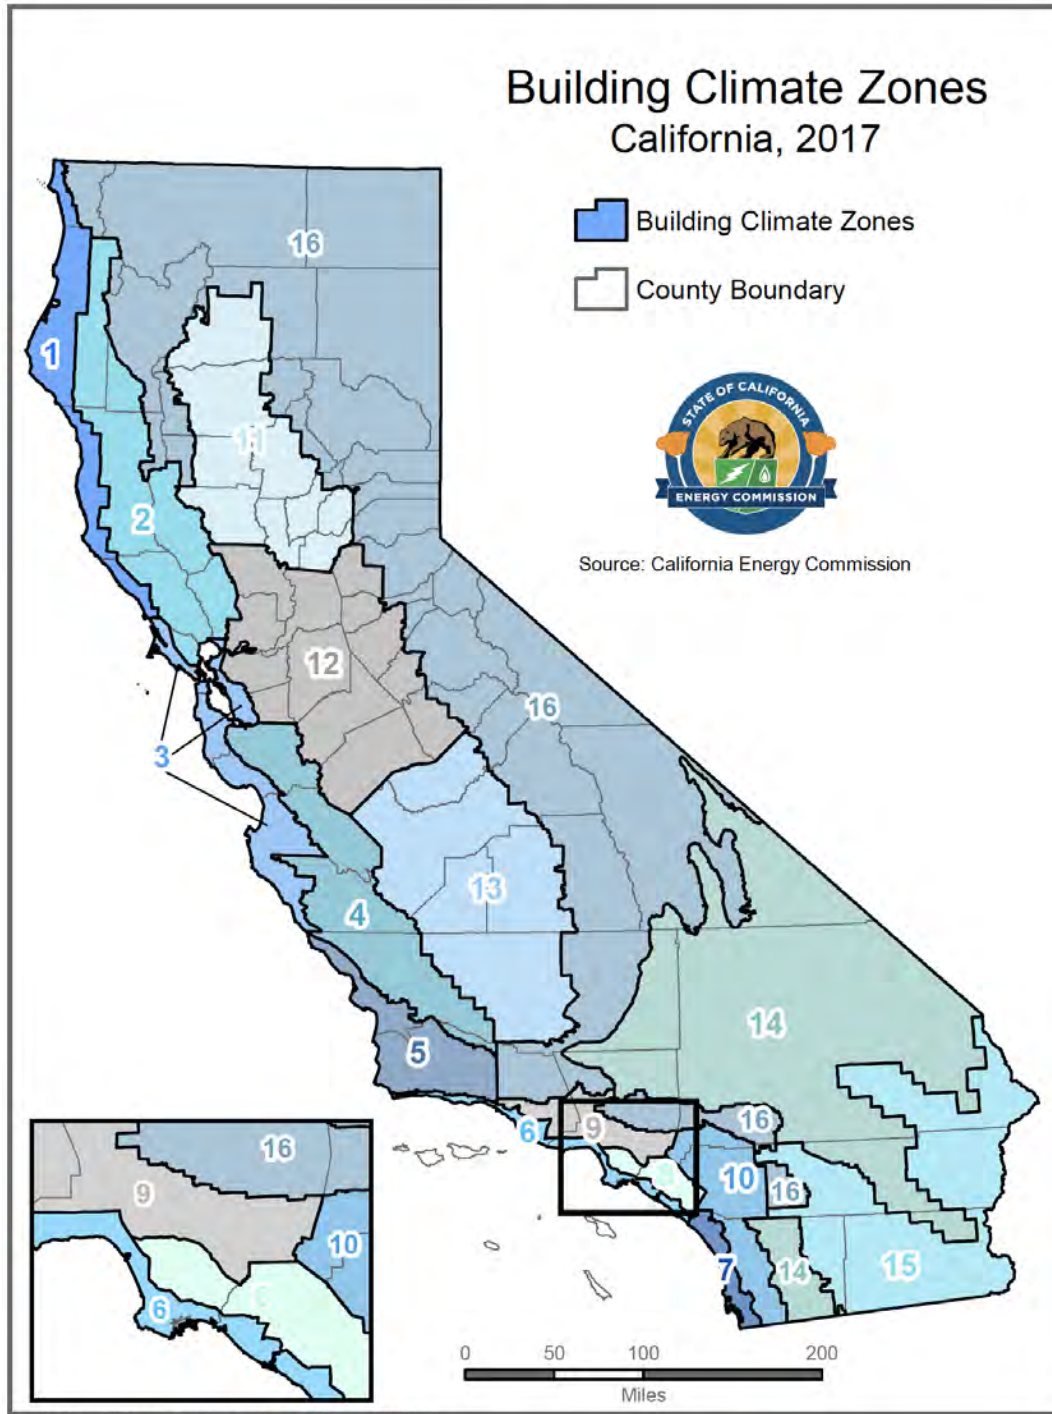 Building Climate Zones
California, 2017
Building Climate Zones
County Boundary
STATE OF CALIFORNIA
ENERGY COMMISSION
Source: California Energy Commission
16
1
11
2
12
3
16
13
4
14
5
6
9
16
8
10
16
7
14
15
16
9
10
6
0 50 100 200
Miles